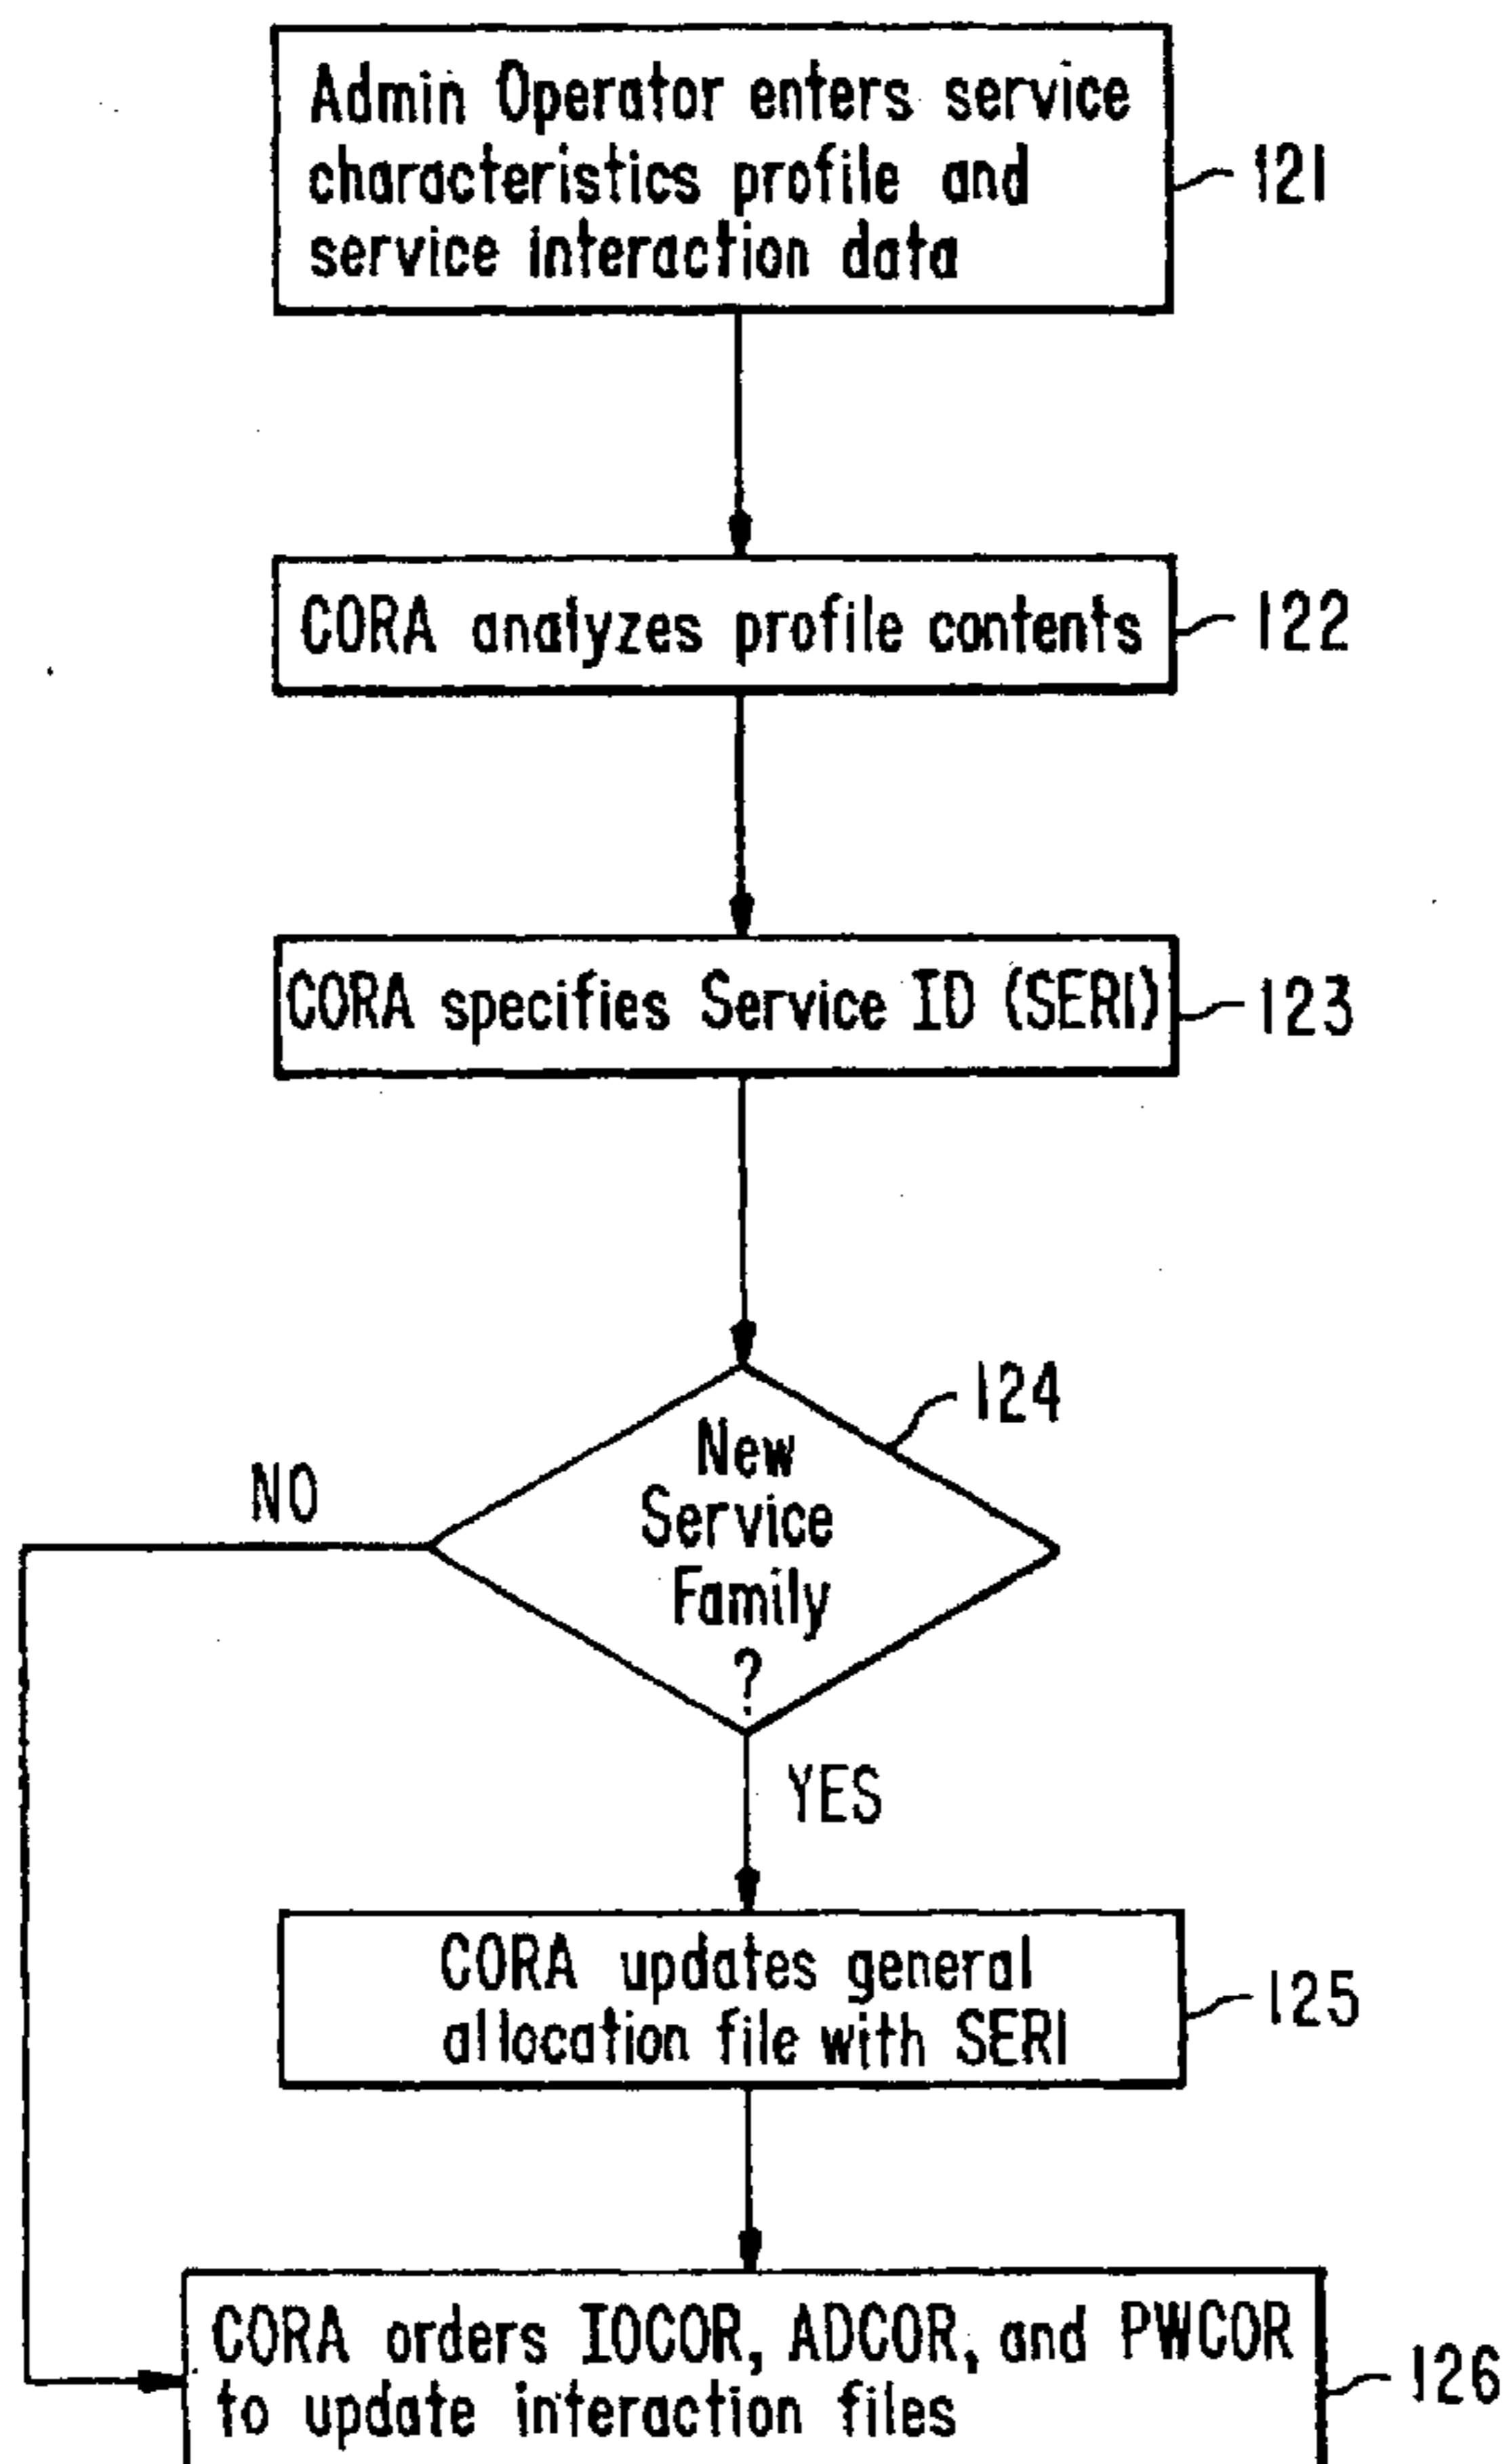 Admin Operator enters service
characteristics profile and
service interaction data
121
CORA analyzes profile contents
122
CORA specifies Service ID (SERI)
123
124
New
Service
Family
?
NO
YES
CORA updates general
allocation file with SERI
125
CORA orders IOCOR, ADCOR, and PWCOR
to update interaction files
126